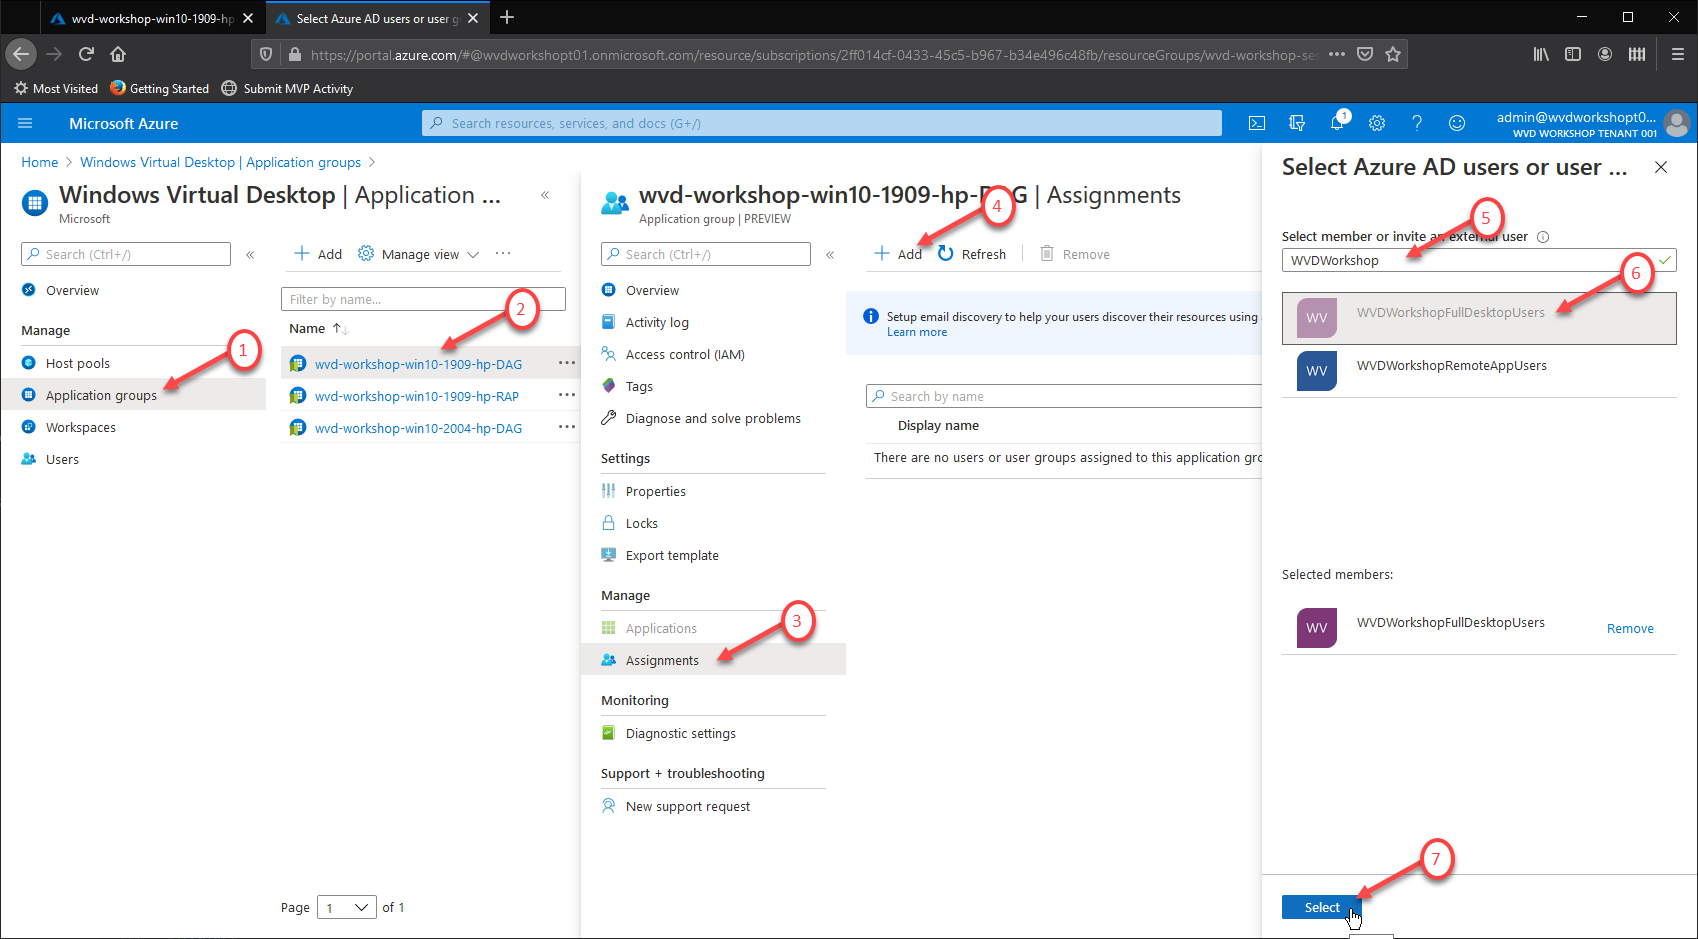 wvd-workshop-win10-1909-hp
Select Azure AD users or user g
https://portal.azure.com/#@wvdworkshopt01.onmicrosoft.com/resource/subscriptions/2ff014cf-0433-45c5-b967-b34e496c48fb/resourceGroups/wvd-workshop-ses
Most Visited
Getting Started
Submit MVP Activity
Microsoft Azure
Search resources, services, and docs (G+/)
1
admin@wvdworkshopt0...
WVD WORKSHOP TENANT 001
Home > Windows Virtual Desktop | Application groups >
Windows Virtual Desktop | Application ...
Microsoft
Search (Ctrl+/)
Overview
Manage
1
Host pools
Application groups
Workspaces
Users
Add
Manage view
Filter by name...
Name
2
wvd-workshop-win10-1909-hp-DAG
wvd-workshop-win10-1909-hp-RAP
wvd-workshop-win10-2004-hp-DAG
Page 1 of 1
wvd-workshop-win10-1909-hp-DAG | Assignments
Application group | PREVIEW
4
Search (Ctrl+/)
Overview
Activity log
Access control (IAM)
Tags
Diagnose and solve problems
Settings
Properties
Locks
Export template
Manage
3
Applications
Assignments
Monitoring
Diagnostic settings
Support + troubleshooting
New support request
Add
Refresh
Remove
Setup email discovery to help your users discover their resources using
Learn more
Search by name
Display name
There are no users or user groups assigned to this application gro
Select Azure AD users or user ...
5
Select member or invite an external user
WVDWorkshop
6
WV
WVDWorkshopFullDesktopUsers
WV
WVDWorkshopRemoteAppUsers
Selected members:
WV
WVDWorkshopFullDesktopUsers
Remove
7
Select